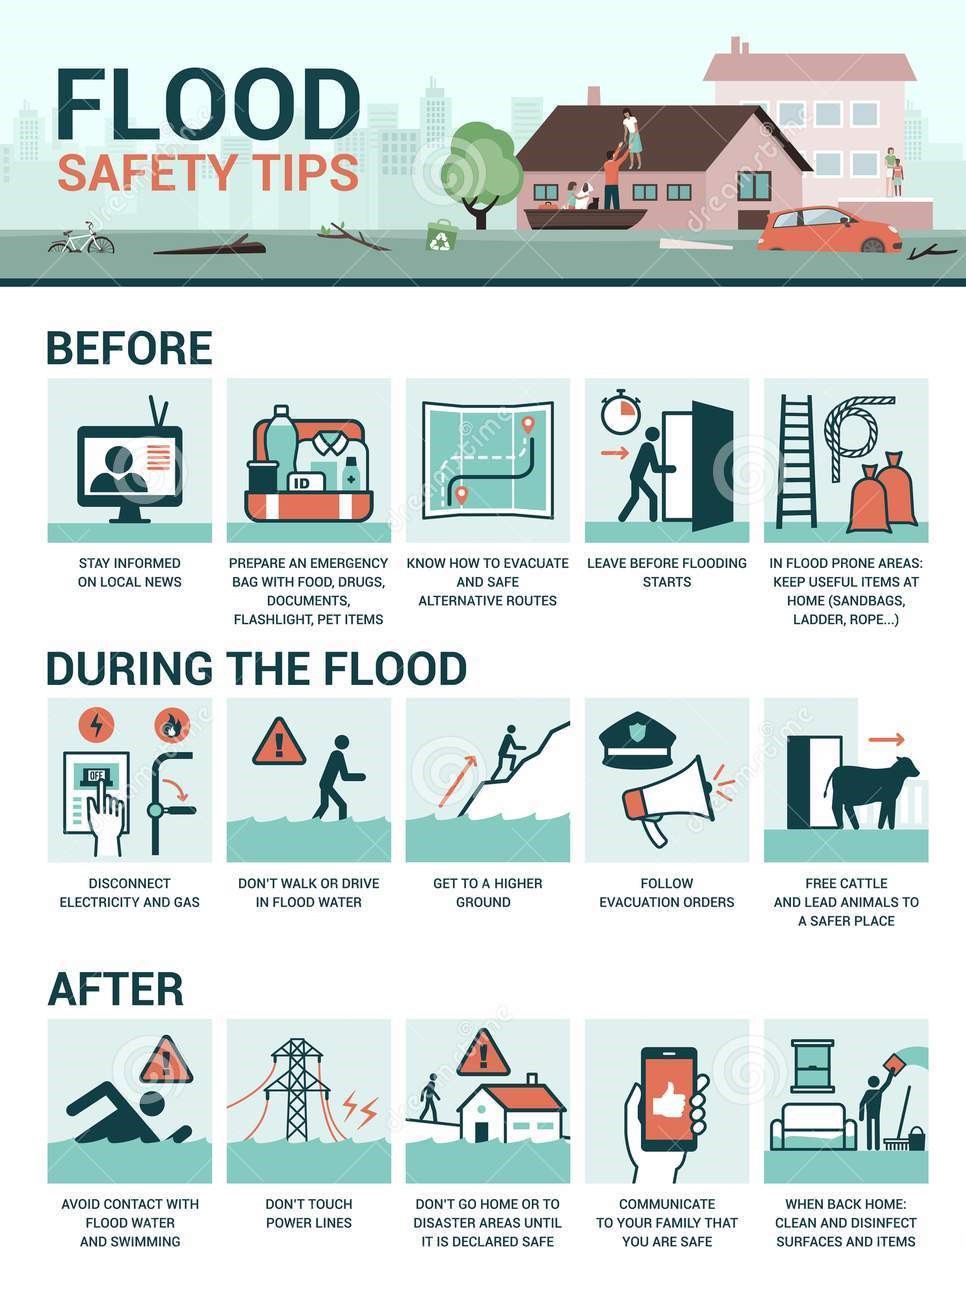 FLOOD
SAFETY TIPS
BEFORE
ID
STAY INFORMED
ON LOCAL NEWS
PREPARE AN EMERGENCY
BAG WITH FOOD, DRUGS,
DOCUMENTS,
FLASHLIGHT, PET ITEMS
KNOW HOW TO EVACUATE
AND SAFE
ALTERNATIVE ROUTES
LEAVE BEFORE FLOODING
STARTS
IN FLOOD PRONE AREAS:
KEEP USEFUL ITEMS AT
HOME (SANDBAGS,
LADDER, ROPE...)
DURING THE FLOOD
OFF
DISCONNECT
ELECTRICITY AND GAS
DON'T WALK OR DRIVE
IN FLOOD WATER
GET TO A HIGHER
GROUND
FOLLOW
EVACUATION ORDERS
FREE CATTLE
AND LEAD ANIMALS TO
A SAFER PLACE
AFTER
AVOID CONTACT WITH
FLOOD WATER
AND SWIMMING
DON'T TOUCH
POWER LINES
DON'T GO HOME OR TO
DISASTER AREAS UNTIL
IT IS DECLARED SAFE
COMMUNICATE
TO YOUR FAMILY THAT
YOU ARE SAFE
WHEN BACK HOME:
CLEAN AND DISINFECT
SURFACES AND ITEMS
dreamstime